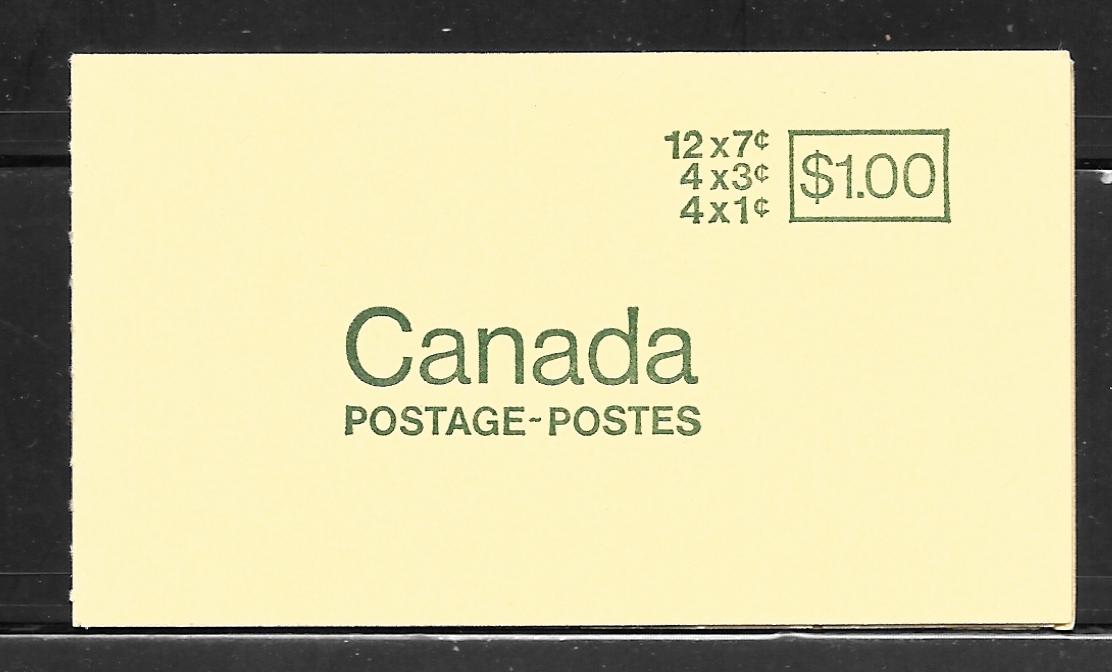 12x7¢
4x3¢
4x1¢
$1.00
Canada
POSTAGE~POSTES